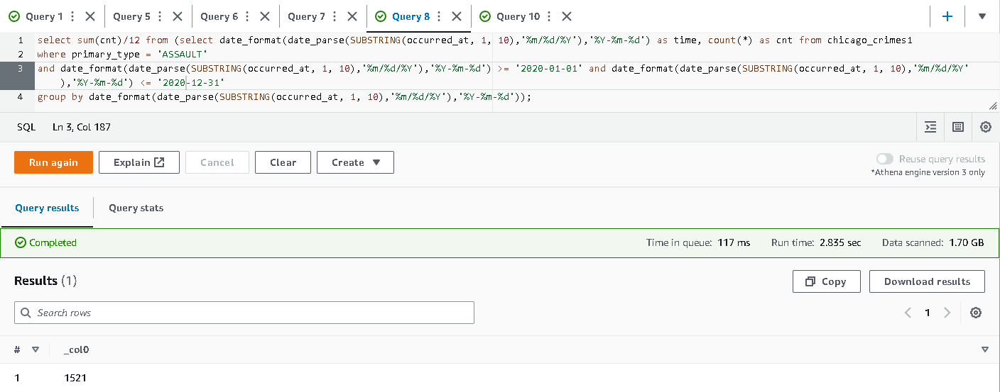 Query 1 Query 5 Query 6 Query 7 Query 8 Query 10
1 select sum(cnt)/12 from (select date_format(date_parse(SUBSTRING(occurred_at, 1, 10),'%m/%d/%Y'),'%Y-%m-%d') as time, count(*) as cnt from chicago_crimes1
2 where primary_type = 'ASSAULT'
3 and date_format(date_parse(SUBSTRING(occurred_at, 1, 10),'%m/%d/%Y'),'%Y-%m-%d') >= '2020-01-01' and date_format(date_parse(SUBSTRING(occurred_at, 1, 10),'%m/%d/%Y'
),'%Y-%m-%d') <= '2020-12-31'
4 group by date_format(date_parse(SUBSTRING(occurred_at, 1, 10),'%m/%d/%Y'),'%Y-%m-%d'));
SQL Ln 3, Col 187
Run again Explain Cancel Clear Create Reuse query results
*Athena engine version 3 only
Query results Query stats
Completed Time in queue: 117 ms Run time: 2.835 sec Data scanned: 1.70 GB
Results (1) Copy Download results
Search rows 1
# _col0
1 1521